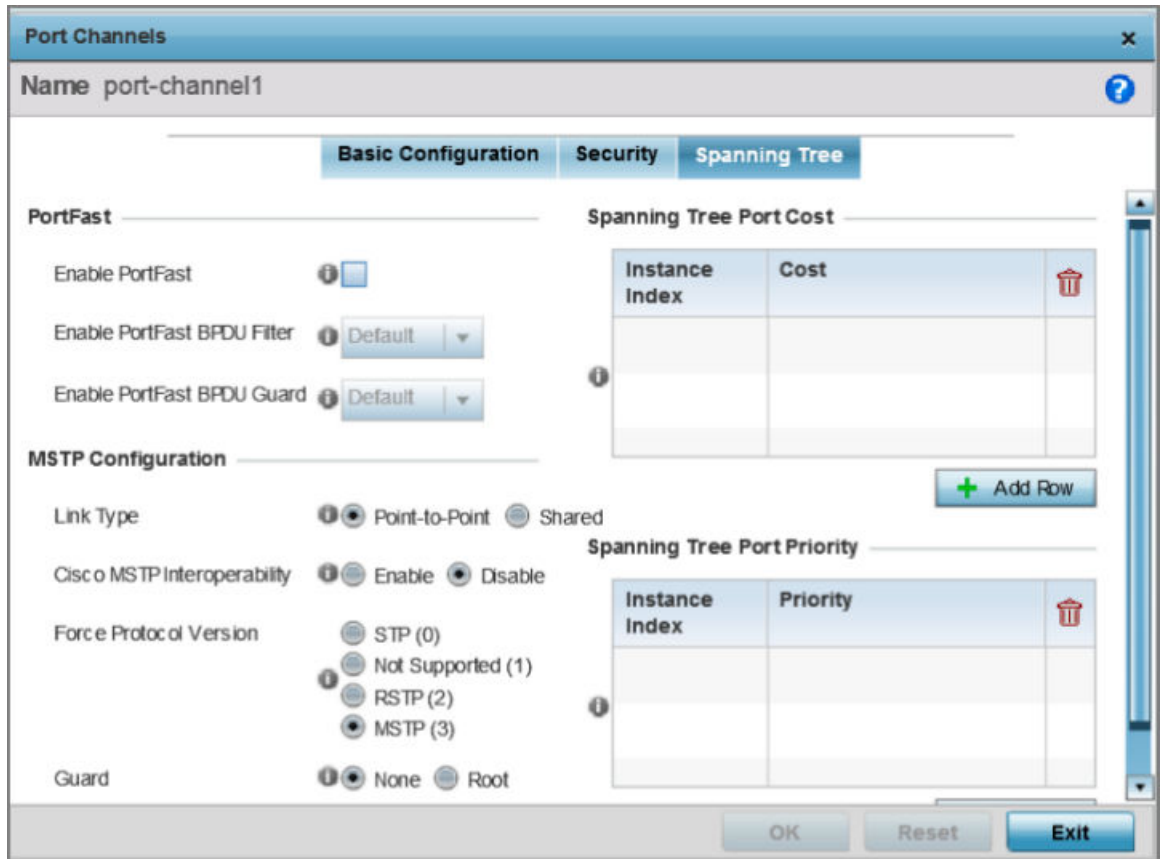 Port Channels
Name port-channel1
Basic Configuration Security Spanning Tree
PortFast
Enable PortFast
Enable PortFast BPDU Filter Default
Enable PortFast BPDU Guard Default
MSTP Configuration
Link Type Point-to-Point Shared
Cisco MSTP Interoperability Enable Disable
Force Protocol Version STP (0)
Not Supported (1)
RSTP (2)
MSTP (3)
Guard None Root
Spanning Tree Port Cost
Instance Index Cost
Add Row
Spanning Tree Port Priority
Instance Index Priority
OK Reset Exit